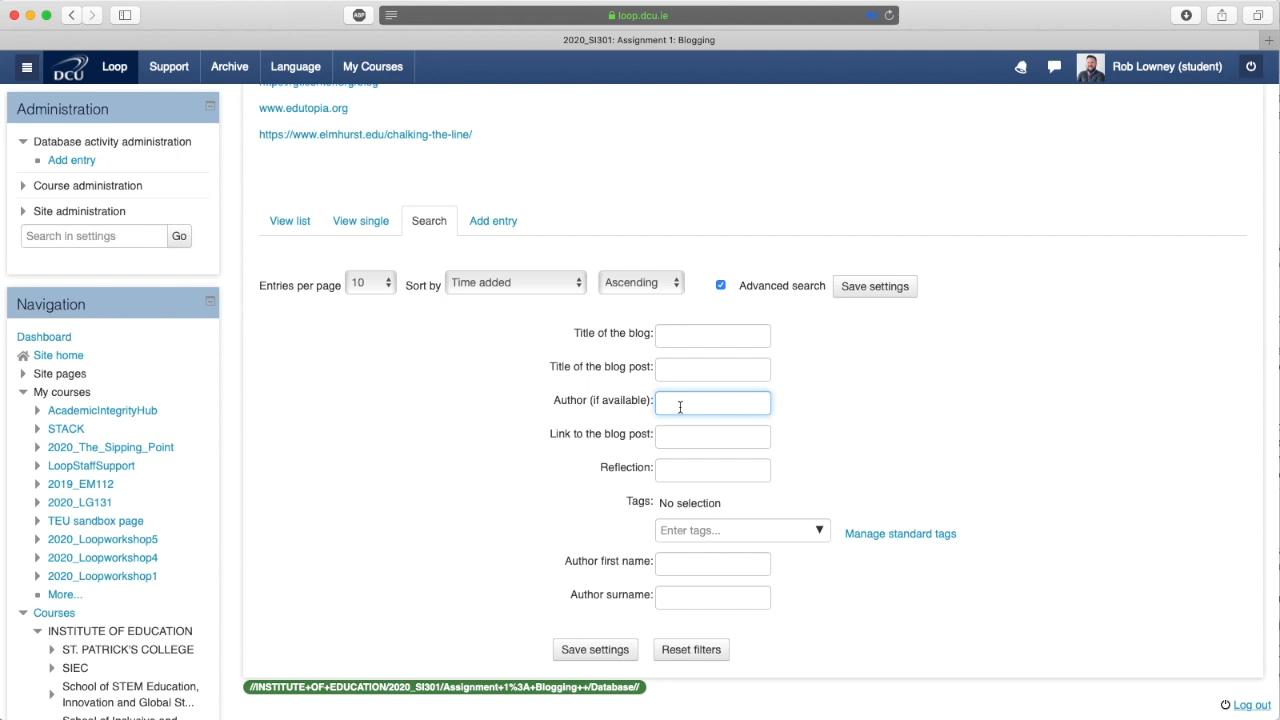 ABP
loop.dcu.ie
2020_SI301: Assignment 1: Blogging
DCU Loop Support Archive Language My Courses Rob Lowney (student)
Administration
Database activity administration
Add entry
Course administration
Site administration
Search in settings Go
Navigation
Dashboard
Site home
Site pages
My courses
AcademicIntegrityHub
STACK
2020_The_Sipping_Point
LoopStaffSupport
2019_EM112
2020_LG131
TEU sandbox page
2020_Loopworkshop5
2020_Loopworkshop4
2020_Loopworkshop1
More...
Courses
INSTITUTE OF EDUCATION
ST. PATRICK'S COLLEGE
SIEC
School of STEM Education,
Innovation and Global St...
www.edutopia.org
https://www.elmhurst.edu/chalking-the-line/
View list View single Search Add entry
Entries per page 10 Sort by Time added Ascending Advanced search Save settings
Title of the blog:
Title of the blog post:
Author (if available):
Link to the blog post:
Reflection:
Tags: No selection
Enter tags... ▼ Manage standard tags
Author first name:
Author surname:
Save settings Reset filters
//INSTITUTE+OF+EDUCATION/2020_SI301/Assignment+1%3A+Blogging++/Database//
Log out